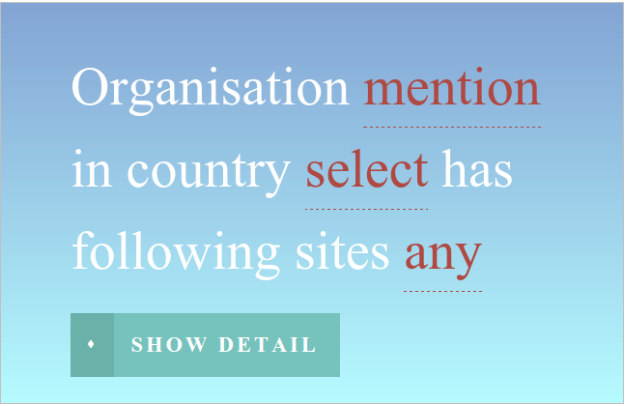 Organisation mention
in country select has
following sites any
SHOW DETAIL